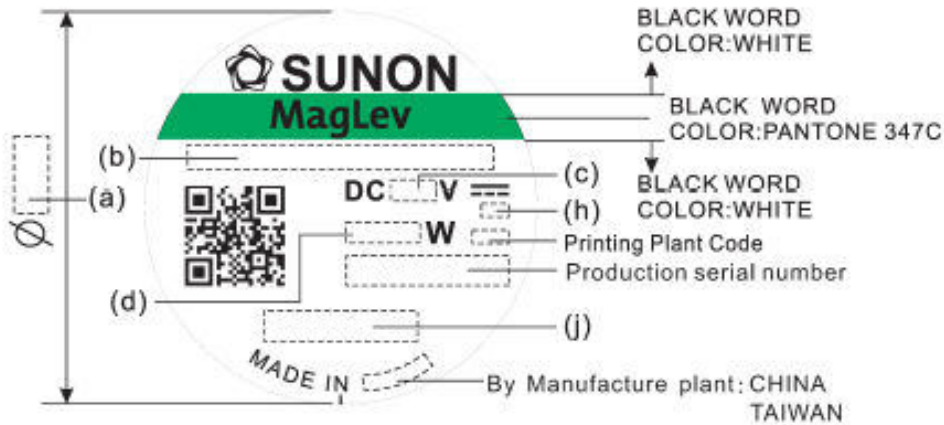 BLACK WORD
COLOR:WHITE
SUNON
MagLev
BLACK WORD
COLOR:PANTONE 347C
(b)
(c)
DC V
BLACK WORD
COLOR:WHITE
(a)
(h)
Ø
W
Printing Plant Code
Production serial number
(d)
(j)
MADE IN
By Manufacture plant: CHINA
TAIWAN